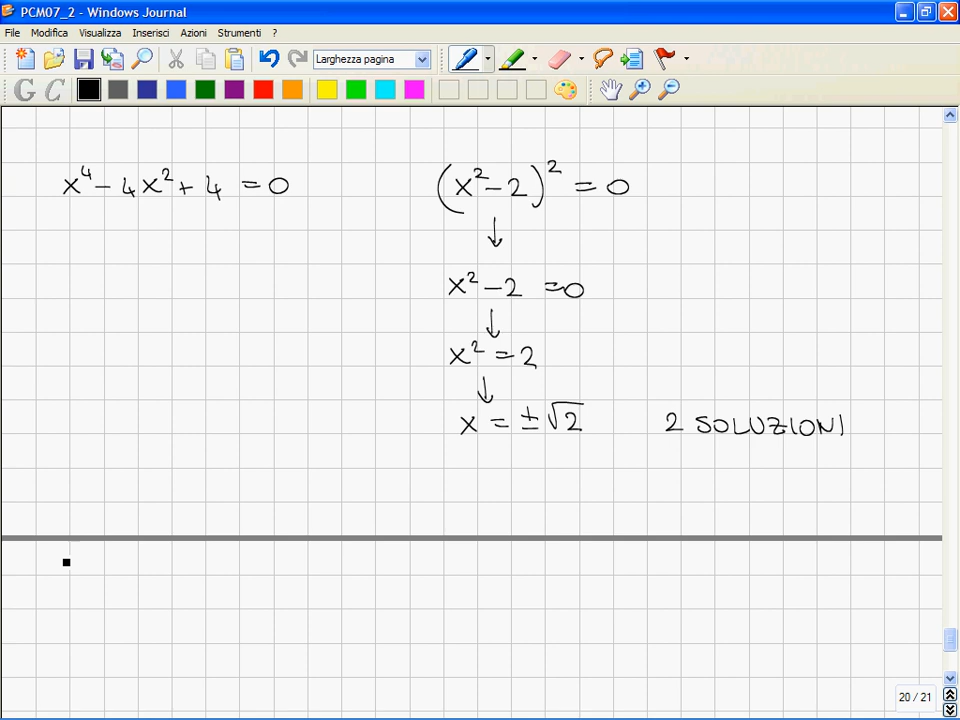 PCM07_2 - Windows Journal
File Modifica Visualizza Inserisci Azioni Strumenti ?
Larghezza pagina
G C
x⁴ - 4x² + 4 = 0
(x² - 2)² = 0
↓
x² - 2 = 0
↓
x² = 2
↓
x = ±√2 2 SOLUZIONI
20 / 21